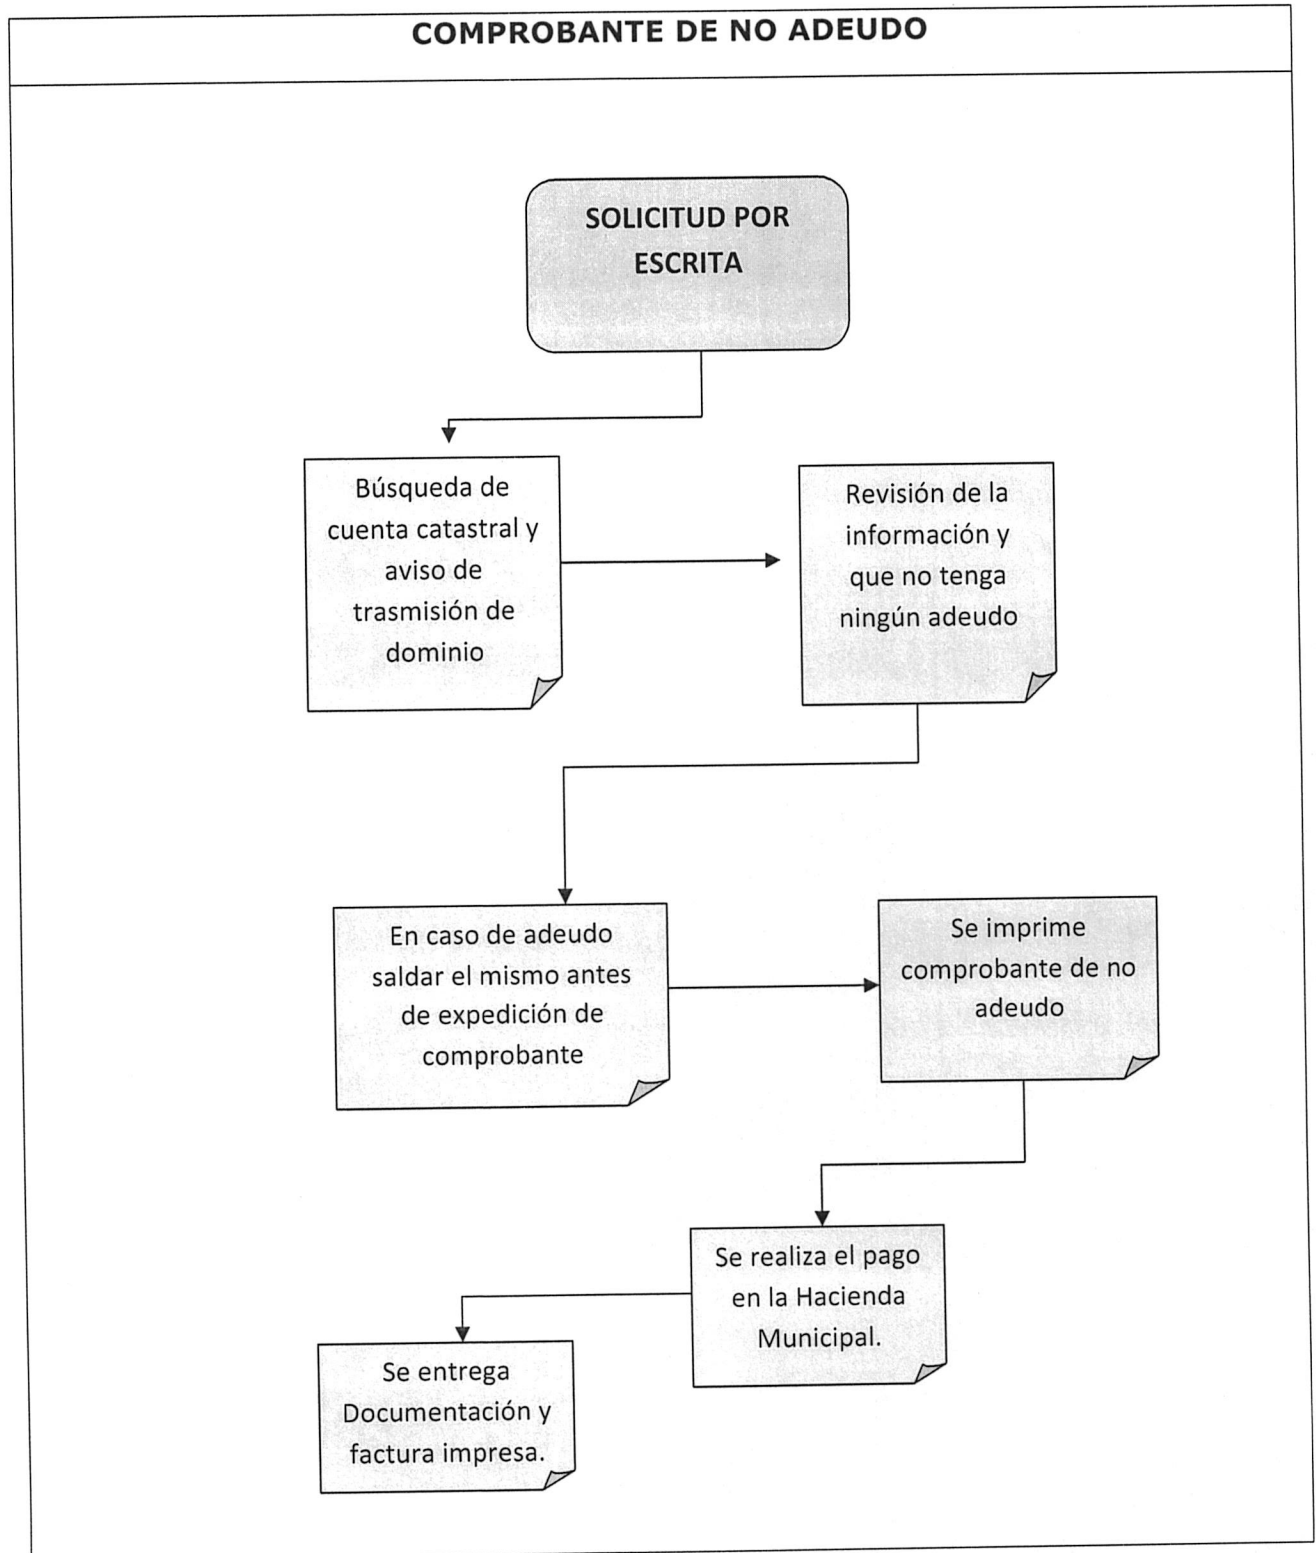 COMPROBANTE DE NO ADEUDO
SOLICITUD POR
ESCRITA
Búsqueda de
cuenta catastral y
aviso de
trasmisión de
dominio
Revisión de la
información y
que no tenga
ningún adeudo
En caso de adeudo
saldar el mismo antes
de expedición de
comprobante
Se imprime
comprobante de no
adeudo
Se realiza el pago
en la Hacienda
Municipal.
Se entrega
Documentación y
factura impresa.